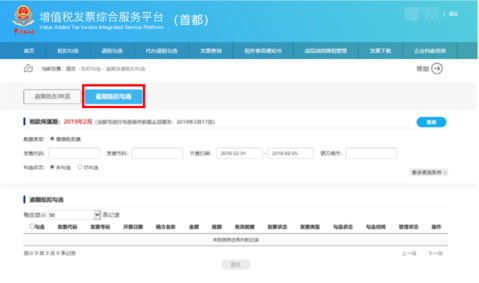 增值税发票综合服务平台 （首都）
Value Added Tax Invoice Integrated Service Platform
退出
首页 抵扣勾选 退税勾选 代办退税勾选 发票查询 税务事项通知书 成品油消费税管理 发票下载 企业档案信息
当前位置：首页 - 抵扣勾选 - 逾期发票抵扣勾选 帮助
逾期抵扣申请 逾期抵扣勾选
税款所属期：2019年2月 （当期可进行勾选操作的截止日期为：2019年3月17日） 查询
数据类型： 增值税发票
发票代码： 发票号码： 开票日期： 2018-02-01 - 2018-02-05 销方税号：
勾选状态： 未勾选 已勾选
更多查询条件
逾期抵扣勾选
每页显示 50 条记录
勾选 发票代码 发票号码 开票日期 销方名称 金额 税额 有效税额 发票状态 发票类型 勾选状态 勾选时间 管理状态 操作
未找到符合条件的记录
显示 0 到 0 共 0 条记录 上一页 下一页
提交